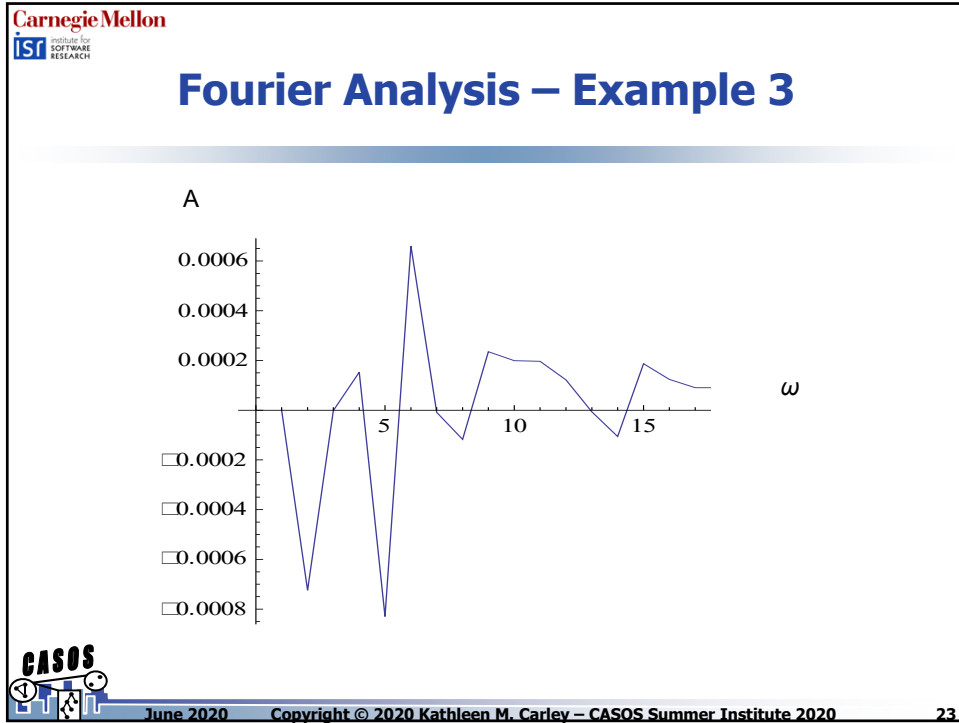 Carnegie Mellon
isr institute for
SOFTWARE
RESEARCH
Fourier Analysis – Example 3
A
0.0006
0.0004
0.0002
ω
5 10 15
□0.0002
□0.0004
□0.0006
□0.0008
CASOS
June 2020 Copyright © 2020 Kathleen M. Carley – CASOS Summer Institute 2020 23